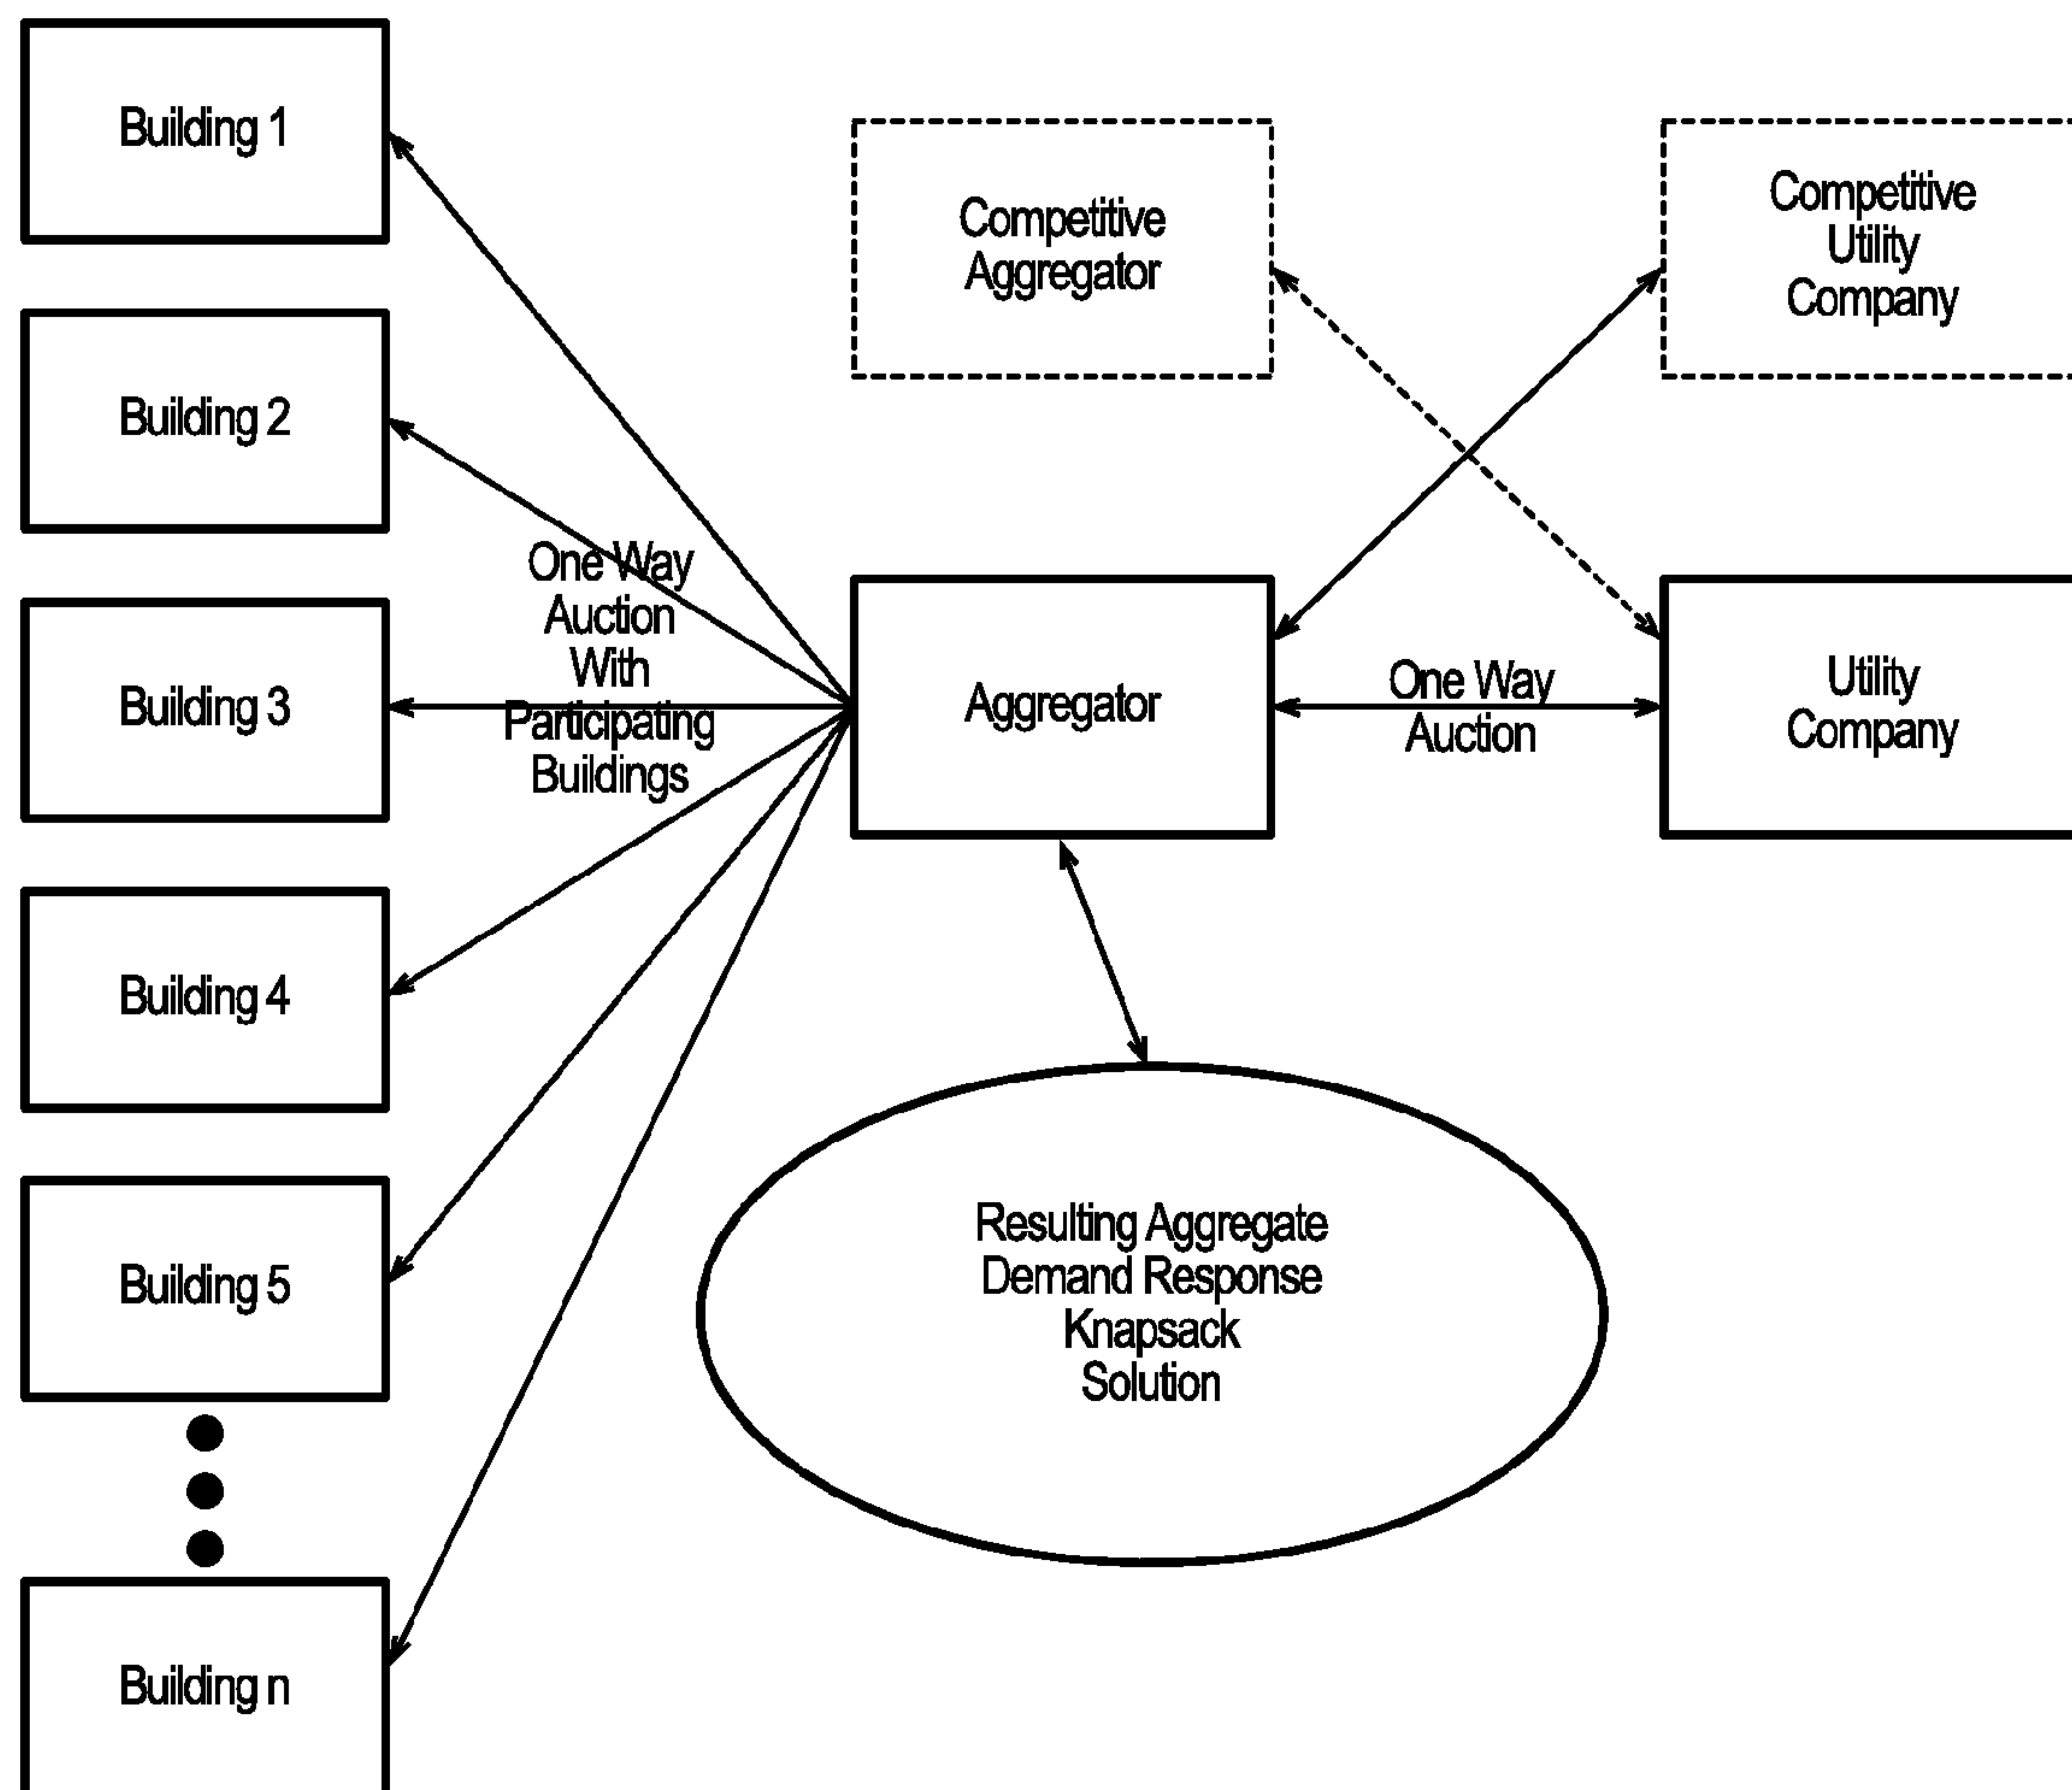 Building 1
Building 2
Building 3
Building 4
Building 5
Building n
One Way
Auction
With
Participating
Buildings
Competitive
Aggregator
Aggregator
Resulting Aggregate
Demand Response
Knapsack
Solution
One Way
Auction
Competitive
Utility
Company
Utility
Company